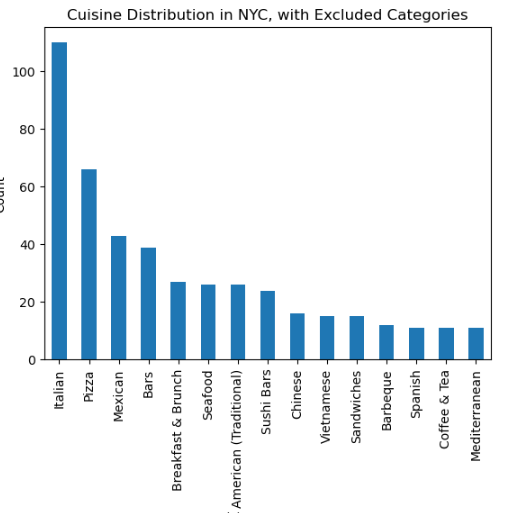 Cuisine Distribution in NYC, with Excluded Categories
Count
100
80
60
40
20
0
Italian
Pizza
Mexican
Bars
Breakfast & Brunch
Seafood
American (Traditional)
Sushi Bars
Chinese
Vietnamese
Sandwiches
Barbeque
Spanish
Coffee & Tea
Mediterranean